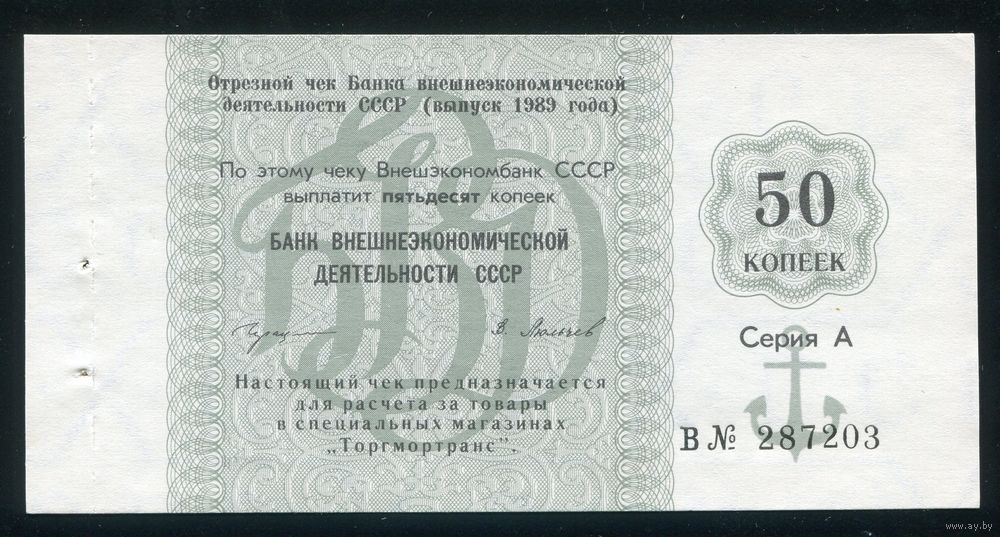 Отрезной чек Банка внешнеэкономической
деятельности СССР (выпуск 1989 года)
По этому чеку Внешэкономбанк СССР
выплатит пятьдесят копеек
БАНК ВНЕШНЕЭКОНОМИЧЕСКОЙ
ДЕЯТЕЛЬНОСТИ СССР
Настоящий чек предназначается
для расчета за товары
в специальных магазинах
„Торгмортранс".
50
КОПЕЕК
Серия А
В № 287203
www.ay.by